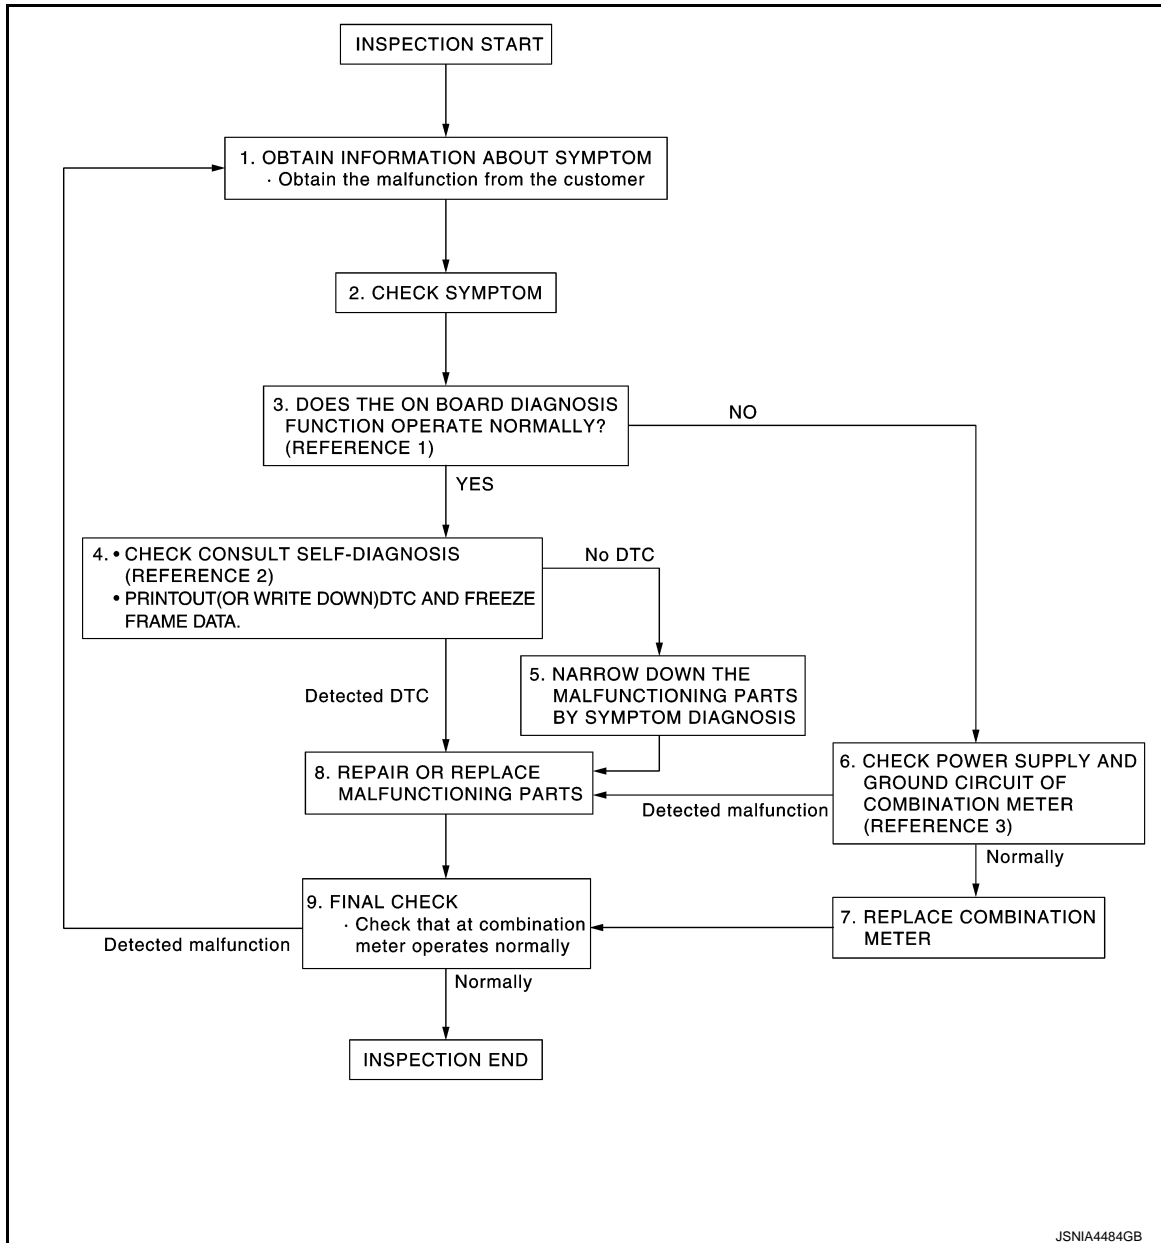 INSPECTION START
1. OBTAIN INFORMATION ABOUT SYMPTOM
· Obtain the malfunction from the customer
2. CHECK SYMPTOM
3. DOES THE ON BOARD DIAGNOSIS
FUNCTION OPERATE NORMALLY?
(REFERENCE 1)
NO
YES
4. • CHECK CONSULT SELF-DIAGNOSIS
(REFERENCE 2)
• PRINTOUT(OR WRITE DOWN)DTC AND FREEZE
FRAME DATA.
No DTC
Detected DTC
5. NARROW DOWN THE
MALFUNCTIONING PARTS
BY SYMPTOM DIAGNOSIS
8. REPAIR OR REPLACE
MALFUNCTIONING PARTS
6. CHECK POWER SUPPLY AND
GROUND CIRCUIT OF
COMBINATION METER
(REFERENCE 3)
Detected malfunction
Normally
9. FINAL CHECK
· Check that at combination
meter operates normally
7. REPLACE COMBINATION
METER
Detected malfunction
Normally
INSPECTION END
JSNIA4484GB